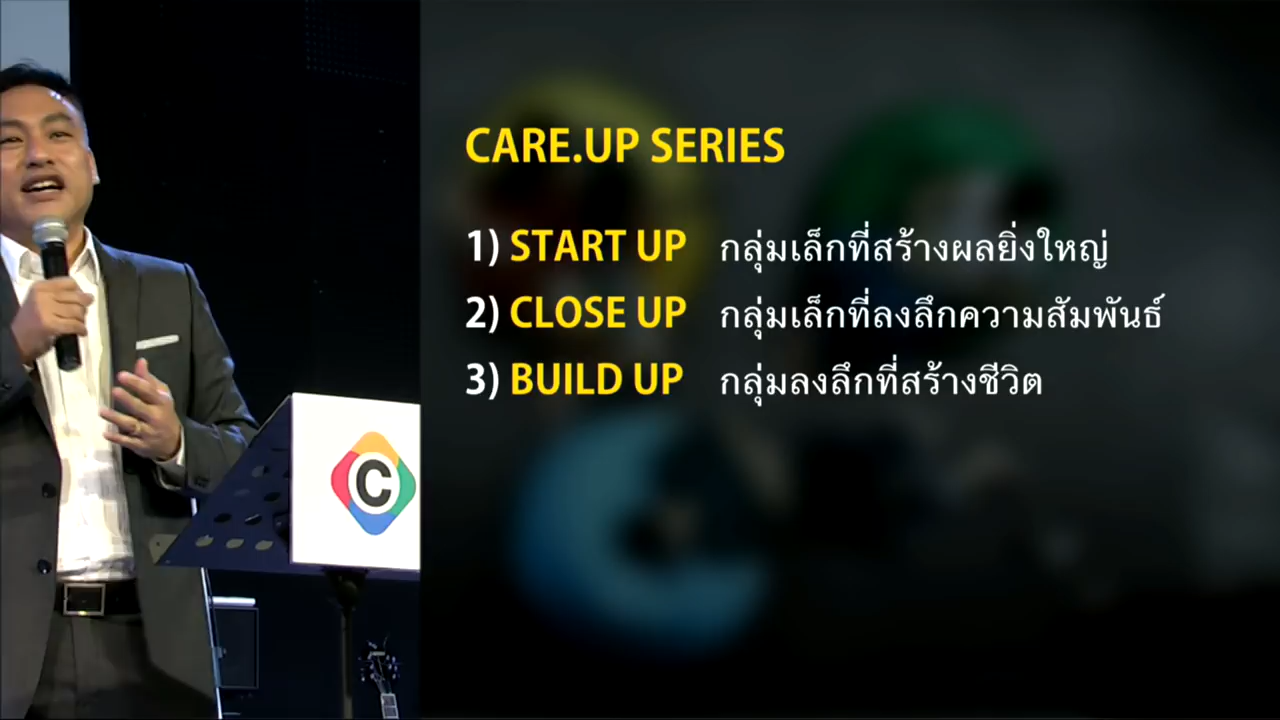 CARE.UP SERIES
1) START UP กลุ่มเล็กที่สร้างผลยิ่งใหญ่
2) CLOSE UP กลุ่มเล็กที่ลงลึกความสัมพันธ์
3) BUILD UP กลุ่มลงลึกที่สร้างชีวิต
C